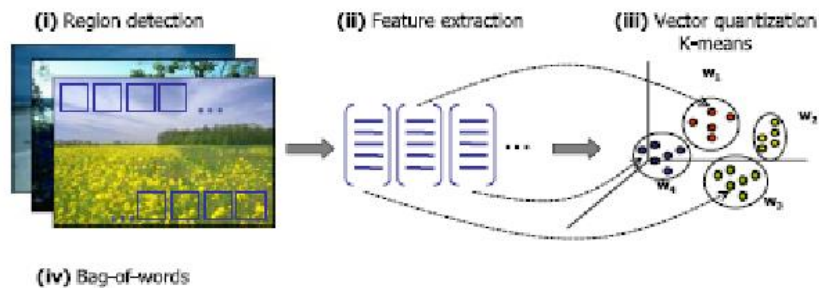 (i) Region detection
(ii) Feature extraction
(iii) Vector quantization
K-means
w1
w2
w4
w3
(iv) Bag-of-words